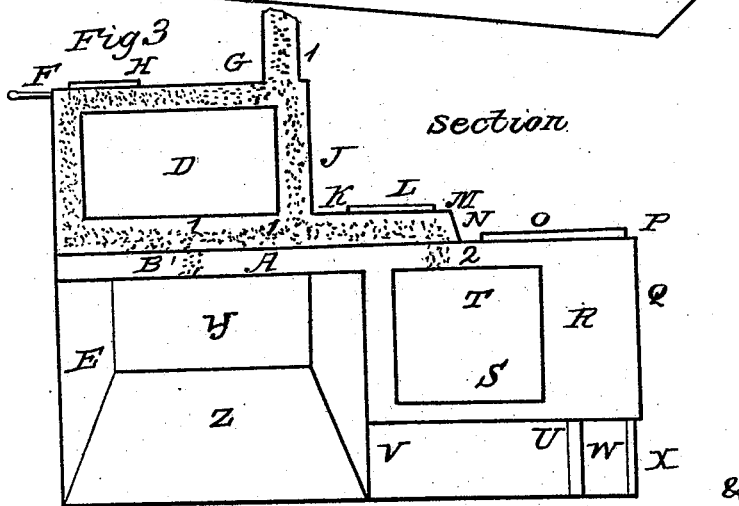 Fig 3
F H G 1
section
D
J
K L M
N O P
1 1
B' A 2
Q
T R
E Y
S
Z
V U W X
&